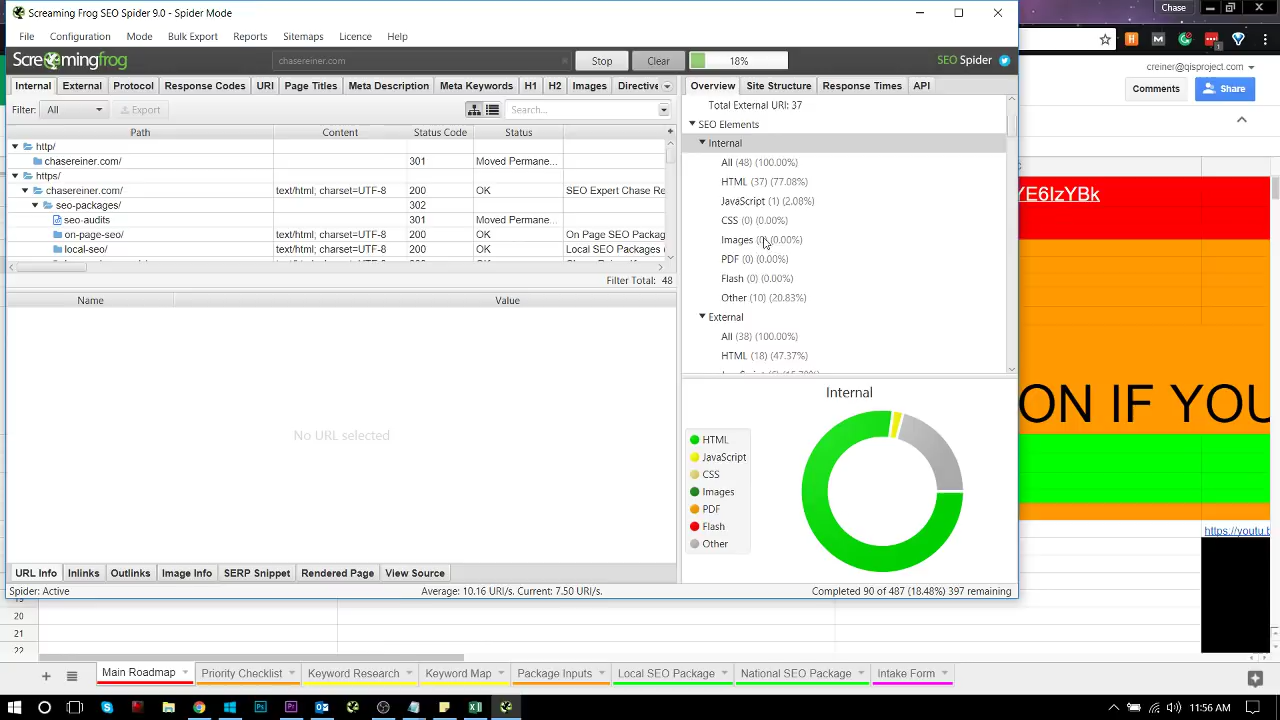 Screaming Frog SEO Spider 9.0 - Spider Mode
Chase
File Configuration Mode Bulk Export Reports Sitemaps Licence Help
Screamingfrog chasereiner.com Stop Clear 18% SEO Spider
creiner@qisproject.com
Internal External Protocol Response Codes URI Page Titles Meta Description Meta Keywords H1 H2 Images Directive
Overview Site Structure Response Times API
Comments Share
Filter: All Export Search...
Total External URI: 37
SEO Elements
Path Content Status Code Status
Internal
http/
All (48) (100.00%)
chasereiner.com/ 301 Moved Permane...
https/
HTML (37) (77.08%)
chasereiner.com/ text/html; charset=UTF-8 200 OK SEO Expert Chase Re
YE6IzYBk
JavaScript (1) (2.08%)
seo-packages/ 302
seo-audits 301 Moved Permane...
CSS (0) (0.00%)
on-page-seo/ text/html; charset=UTF-8 200 OK On Page SEO Packag
Images (0) (0.00%)
local-seo/ text/html; charset=UTF-8 200 OK Local SEO Packages (
PDF (0) (0.00%)
Filter Total: 48
Flash (0) (0.00%)
Name Value
Other (10) (20.83%)
External
All (38) (100.00%)
HTML (18) (47.37%)
Internal
ON IF YOU
No URL selected
HTML
JavaScript
CSS
Images
PDF
Flash
Other
https://youtu.b
URL Info Inlinks Outlinks Image Info SERP Snippet Rendered Page View Source
Spider: Active Average: 10.16 URI/s. Current: 7.50 URI/s. Completed 90 of 487 (18.48%) 397 remaining
20
21
22
Main Roadmap Priority Checklist Keyword Research Keyword Map Package Inputs Local SEO Package National SEO Package Intake Form
11:56 AM